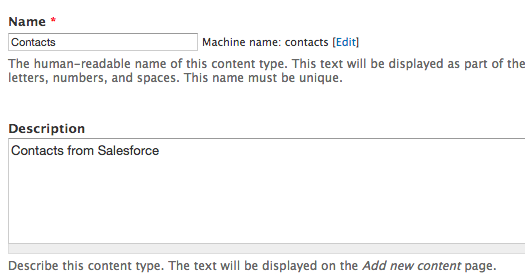 Name *
Contacts Machine name: contacts [Edit]
The human-readable name of this content type. This text will be displayed as part of the
letters, numbers, and spaces. This name must be unique.
Description
Contacts from Salesforce
Describe this content type. The text will be displayed on the Add new content page.